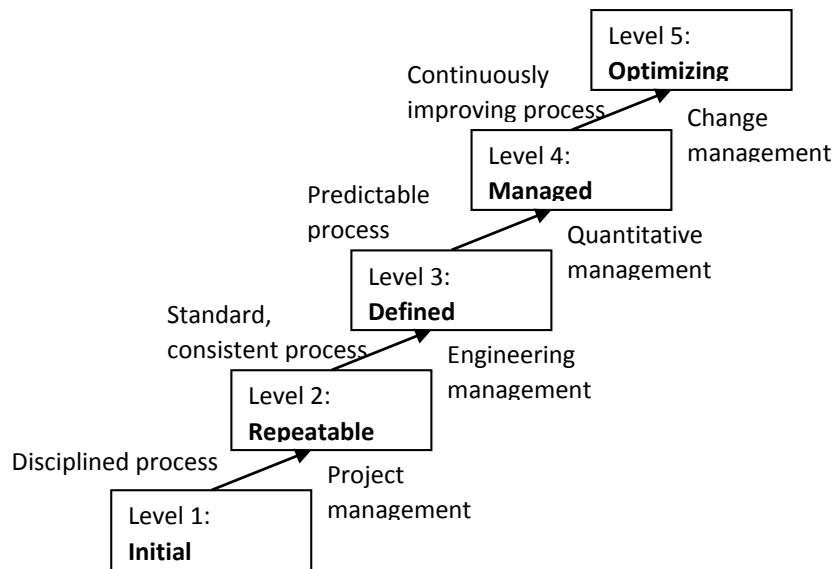 Level 5:
Optimizing
Continuously
improving process
Change
management
Level 4:
Managed
Predictable
process
Quantitative
management
Level 3:
Defined
Standard,
consistent process
Engineering
management
Level 2:
Repeatable
Disciplined process
Project
management
Level 1:
Initial